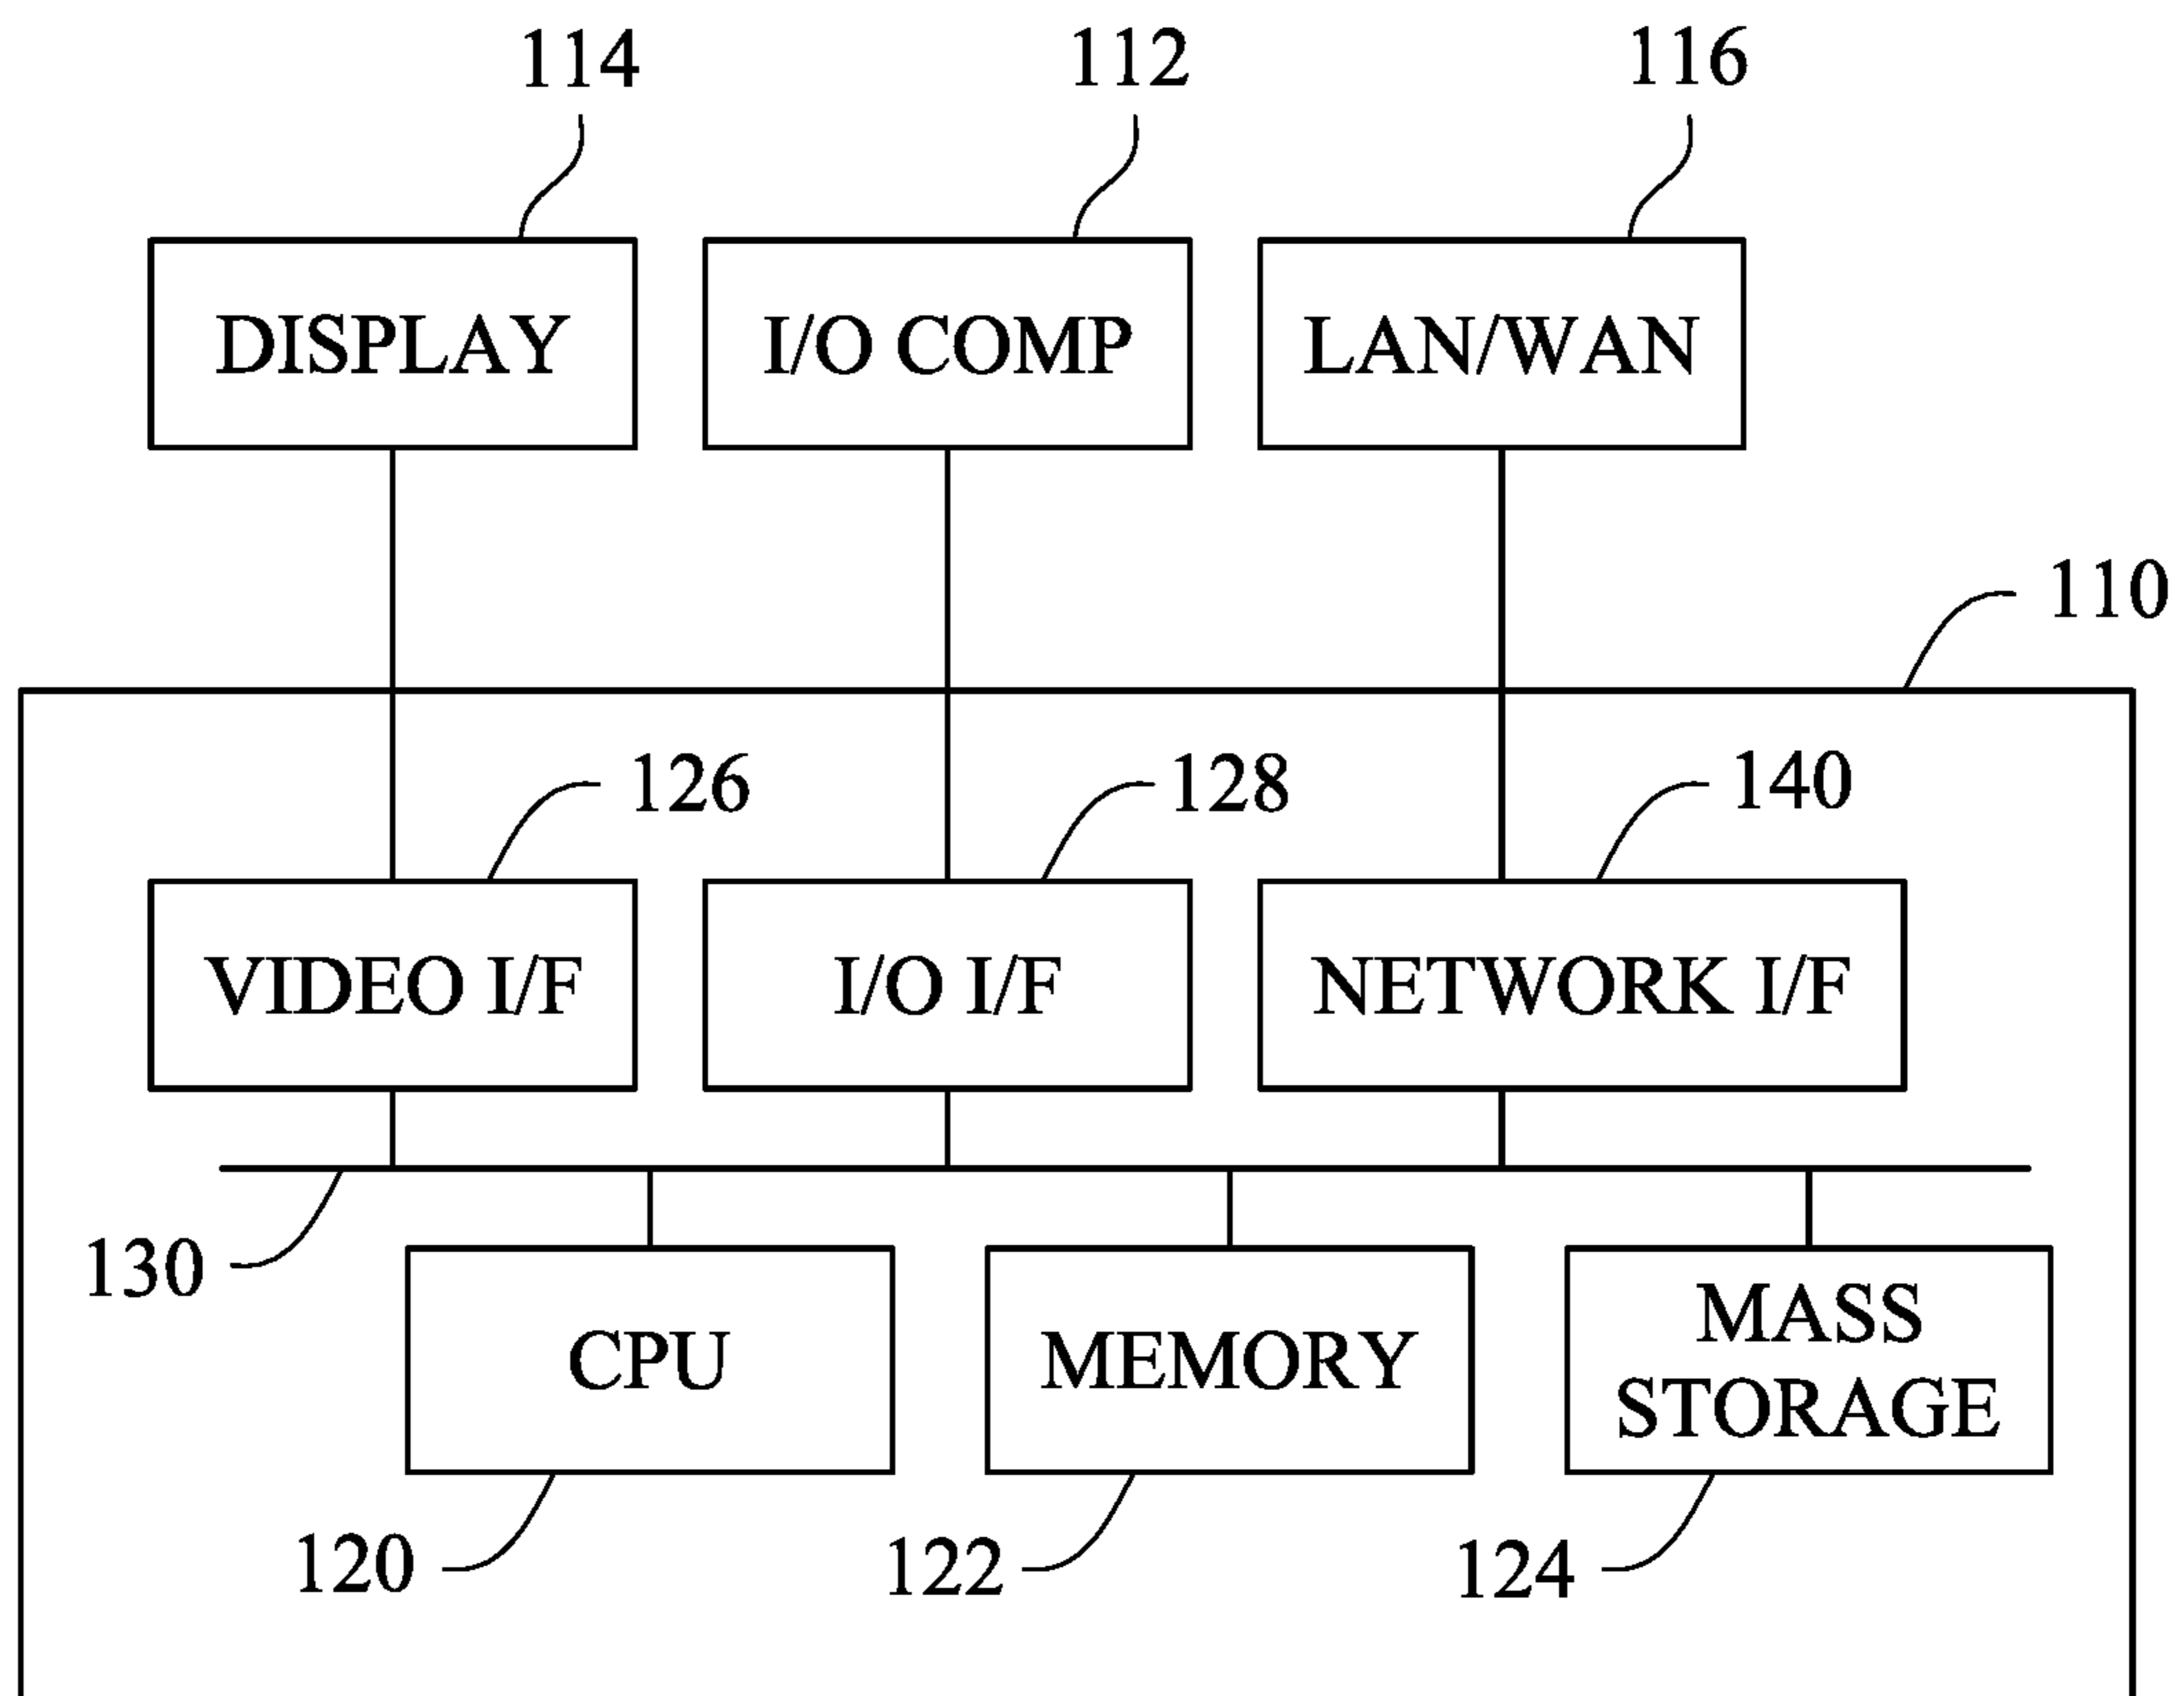 114 112 116
DISPLAY I/O COMP LAN/WAN
110
126 128 140
VIDEO I/F I/O I/F NETWORK I/F
130
CPU MEMORY MASS
STORAGE
120 122 124